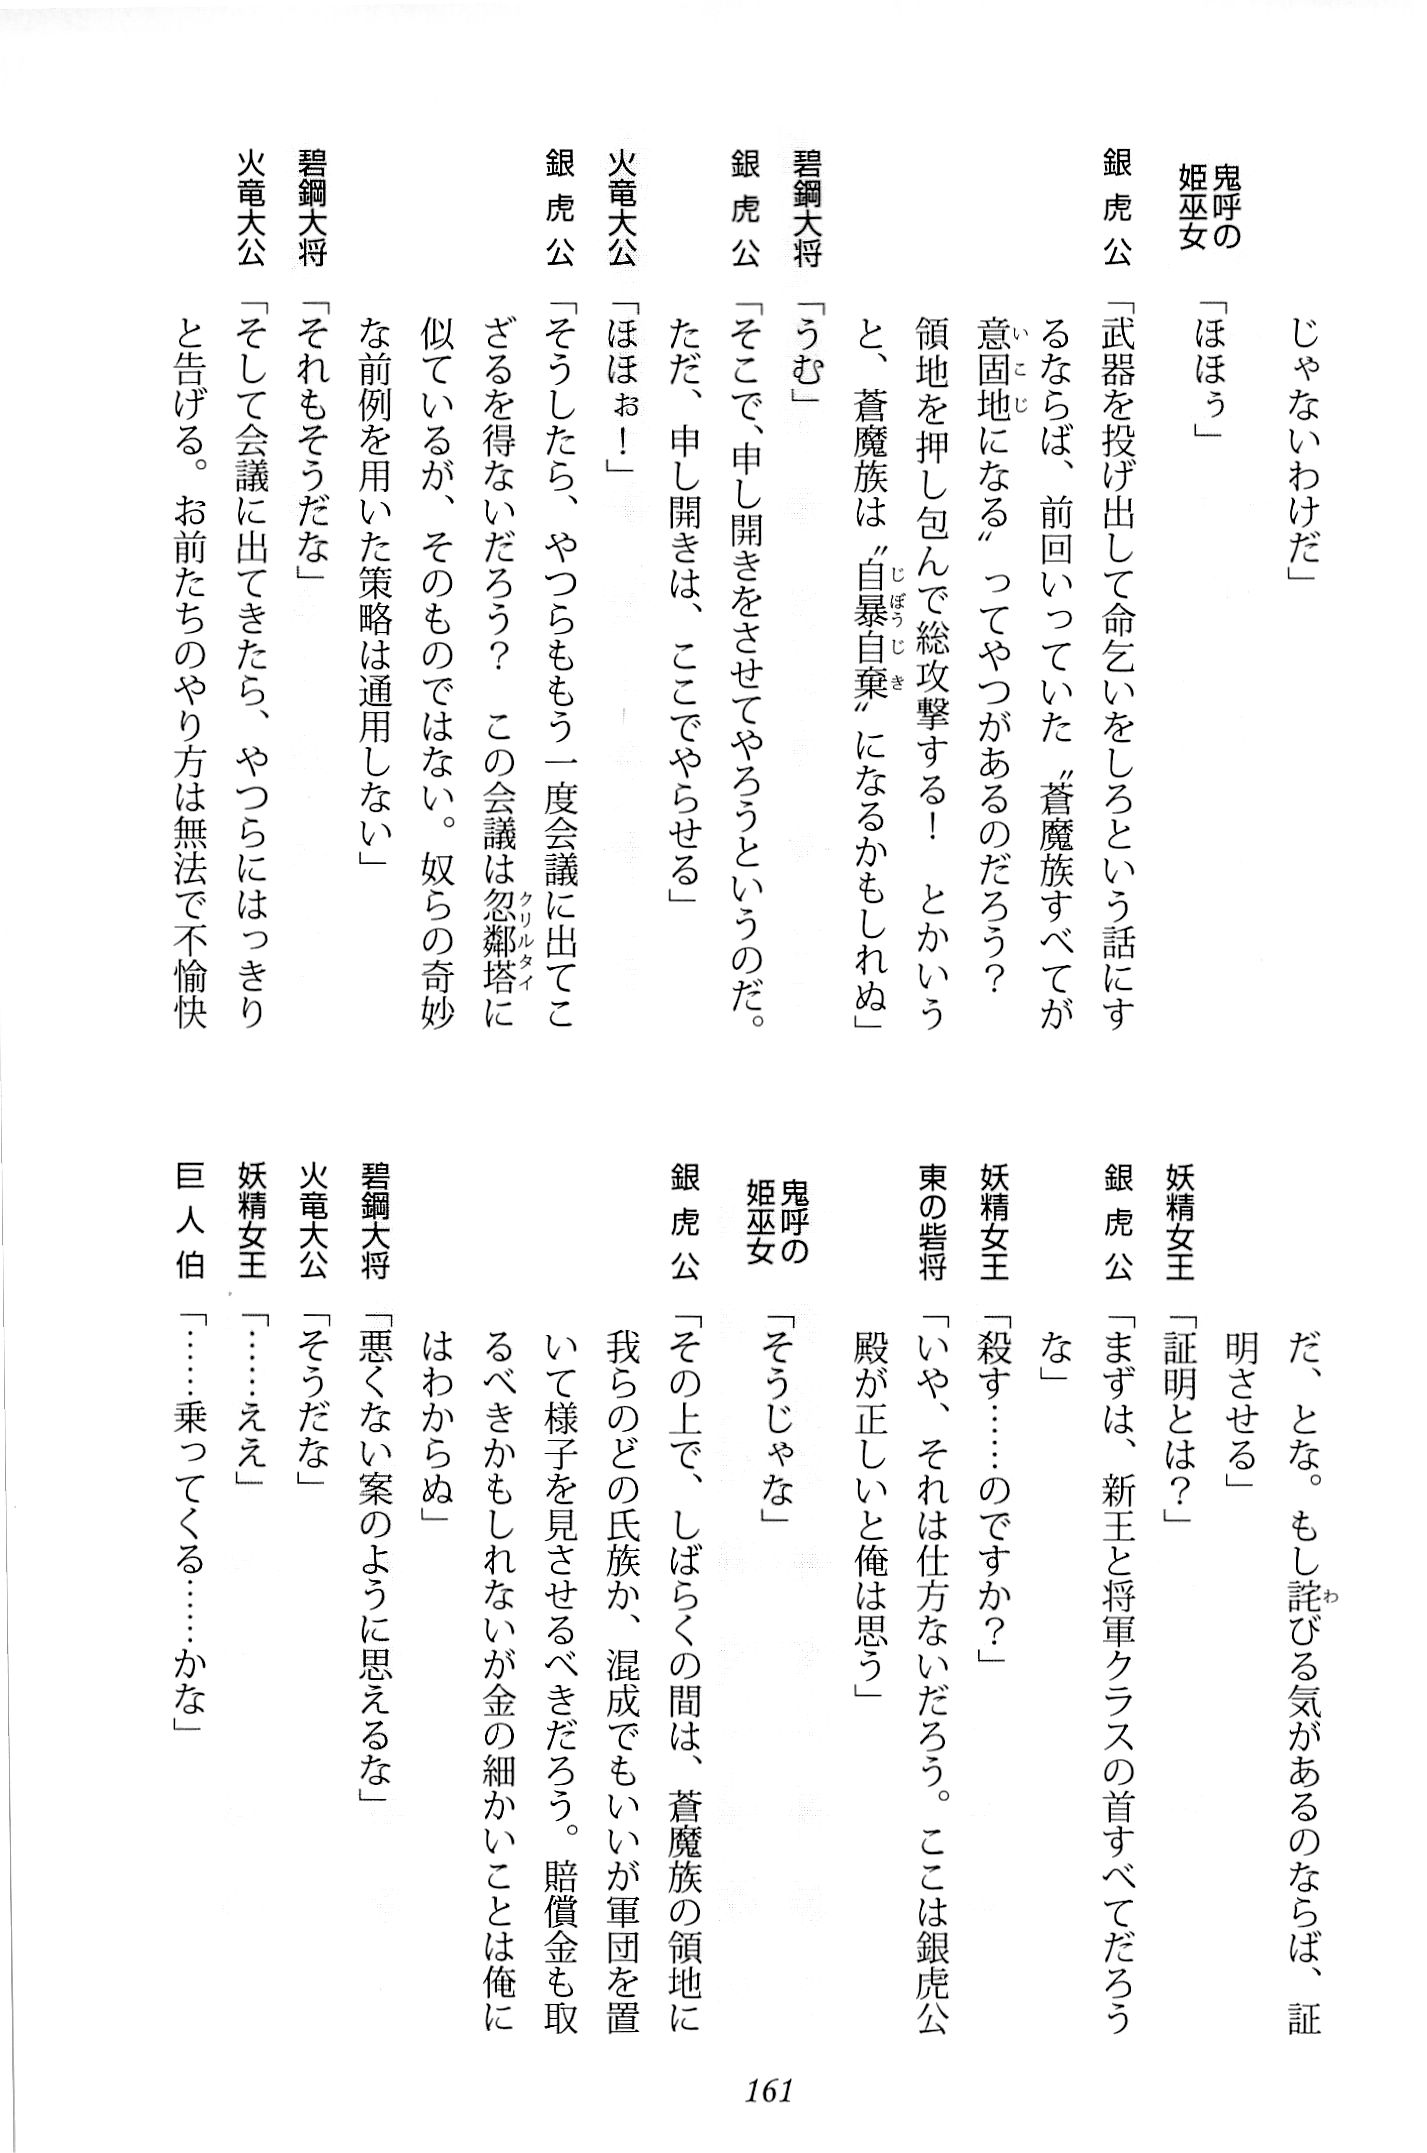 じゃないわけだ」
鬼呼の姫巫女「ほほぅ」
銀虎公「武器を投げ出して命乞いをしろという話にす
るならば、前回いっていた〝蒼魔族すべてが
意固地になる〟ってやつがあるのだろう？
領地を押し包んで総攻撃する！　とかいう
と、蒼魔族は〝自暴自棄〟になるかもしれぬ」
碧鋼大将「うむ」
銀虎公「そこで、申し開きをさせてやろうというのだ。
ただ、申し開きは、ここでやらせる」
火竜大公「ほほぉ！」
銀虎公「そうしたら、やつらももう一度会議に出てこ
ざるを得ないだろう？　この会議は忽鄰塔に
似ているが、そのものではない。奴らの奇妙
な前例を用いた策略は通用しない」
碧鋼大将「それもそうだな」
火竜大公「そして会議に出てきたら、やつらにはっきり
と告げる。お前たちのやり方は無法で不愉快
だ、とな。もし詫びる気があるのならば、証
明させる」
妖精女王「証明とは？」
銀虎公「まずは、新王と将軍クラスの首すべてだろう
な」
妖精女王「殺す……のですか？」
東の砦将「いや、それは仕方ないだろう。ここは銀虎公
殿が正しいと俺は思う」
鬼呼の姫巫女「そうじゃな」
銀虎公「その上で、しばらくの間は、蒼魔族の領地に
我らのどの氏族か、混成でもいいが軍団を置
いて様子を見させるべきだろう。賠償金も取
るべきかもしれないが金の細かいことは俺に
はわからぬ」
碧鋼大将「悪くない案のように思えるな」
火竜大公「そうだな」
妖精女王「……ええ」
巨人伯「……乗ってくる……かな」
161